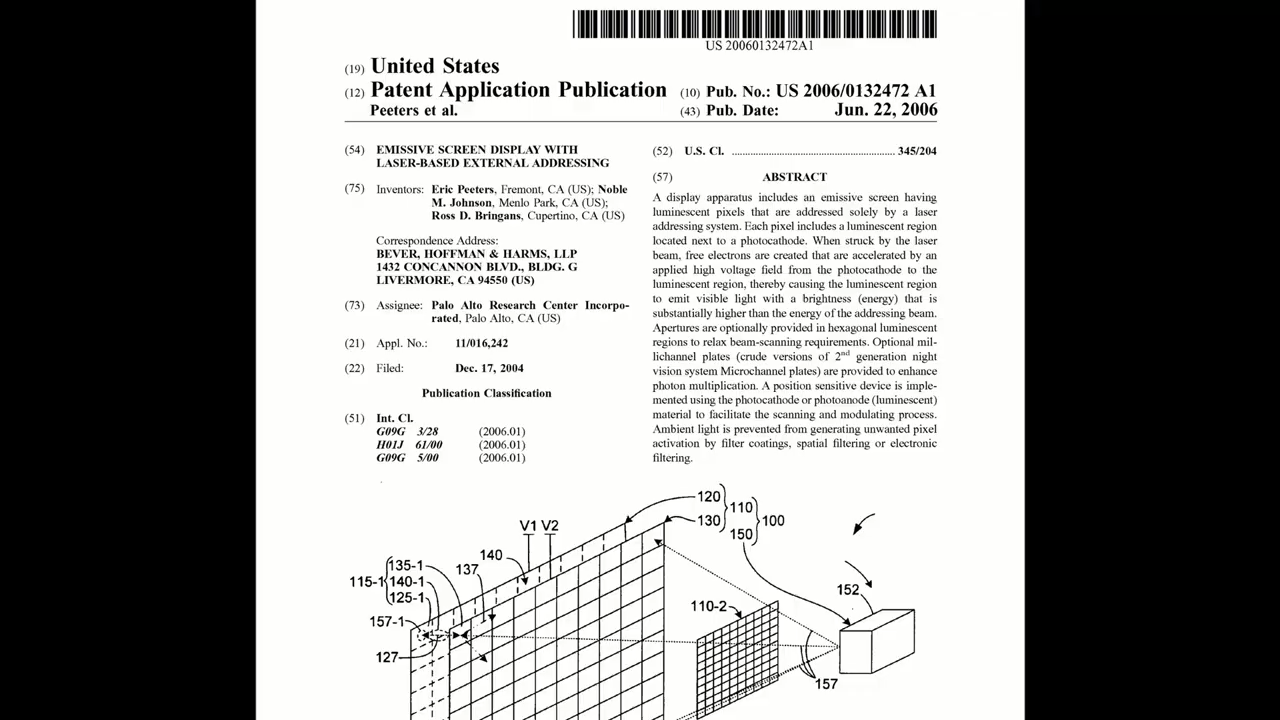 US 20060132472A1
(19) United States
(12) Patent Application Publication
Peeters et al.
(10) Pub. No.: US 2006/0132472 A1
(43) Pub. Date: Jun. 22, 2006
(54) EMISSIVE SCREEN DISPLAY WITH
LASER-BASED EXTERNAL ADDRESSING
(75) Inventors: Eric Peeters, Fremont, CA (US); Noble
M. Johnson, Menlo Park, CA (US);
Ross D. Bringans, Cupertino, CA (US)
Correspondence Address:
BEVER, HOFFMAN & HARMS, LLP
1432 CONCANNON BLVD., BLDG. G
LIVERMORE, CA 94550 (US)
(73) Assignee: Palo Alto Research Center Incorpo-
rated, Palo Alto, CA (US)
(21) Appl. No.: 11/016,242
(22) Filed: Dec. 17, 2004
Publication Classification
(51) Int. Cl.
G09G 3/28 (2006.01)
H01J 61/00 (2006.01)
G09G 5/00 (2006.01)
(52) U.S. Cl. .............................................................. 345/204
(57) ABSTRACT
A display apparatus includes an emissive screen having
luminescent pixels that are addressed solely by a laser
addressing system. Each pixel includes a luminescent region
located next to a photocathode. When struck by the laser
beam, free electrons are created that are accelerated by an
applied high voltage field from the photocathode to the
luminescent region, thereby causing the luminescent region
to emit visible light with a brightness (energy) that is
substantially higher than the energy of the addressing beam.
Apertures are optionally provided in hexagonal luminescent
regions to relax beam-scanning requirements. Optional mil-
lichannel plates (crude versions of 2nd generation night
vision system Microchannel plates) are provided to enhance
photon multiplication. A position sensitive device is imple-
mented using the photocathode or photoanode (luminescent)
material to facilitate the scanning and modulating process.
Ambient light is prevented from generating unwanted pixel
activation by filter coatings, spatial filtering or electronic
filtering.
120
130
110
150
100
V1 V2
140
137
135-1
115-1
140-1
125-1
157-1
127
110-2
152
157